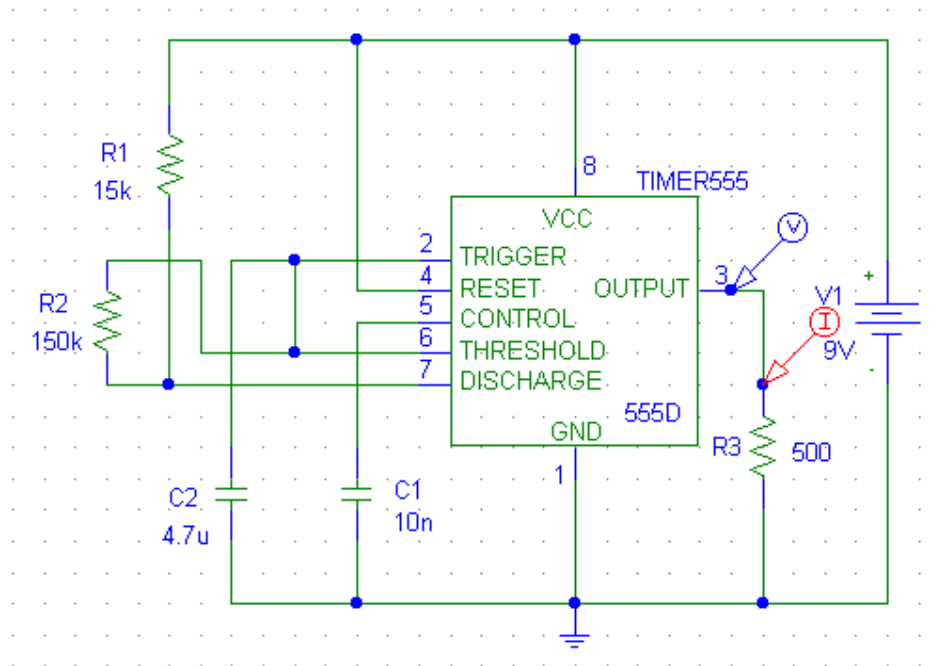 R1
15k
8
TIMER555
VCC
2
TRIGGER
4
RESET
OUTPUT
3
V
5
CONTROL
6
THRESHOLD
7
DISCHARGE
R2
150k
+
V1
I
9V
-
555D
GND
1
R3
500
C2
4.7u
C1
10n